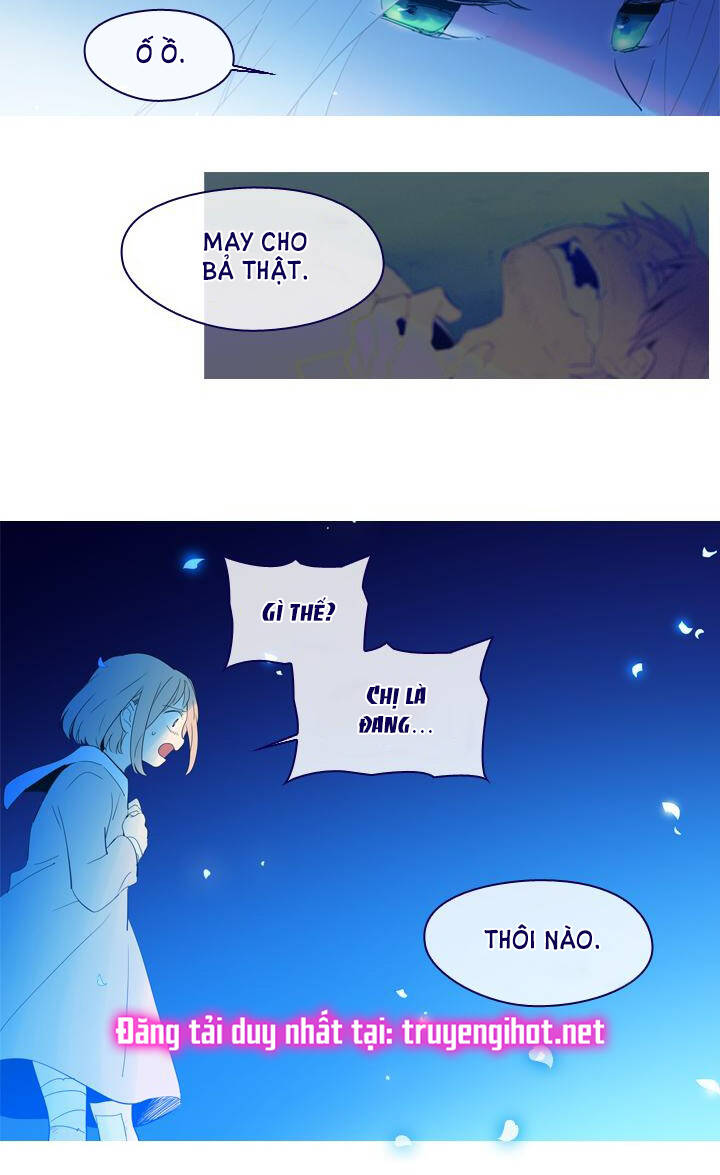 Ố Ồ.
MAY CHO
BẢ THẬT.
GÌ THẾ?
CHỊ LÀ
ĐANG...
THÔI NÀO.
Đăng tải duy nhất tại: truyengihot.net